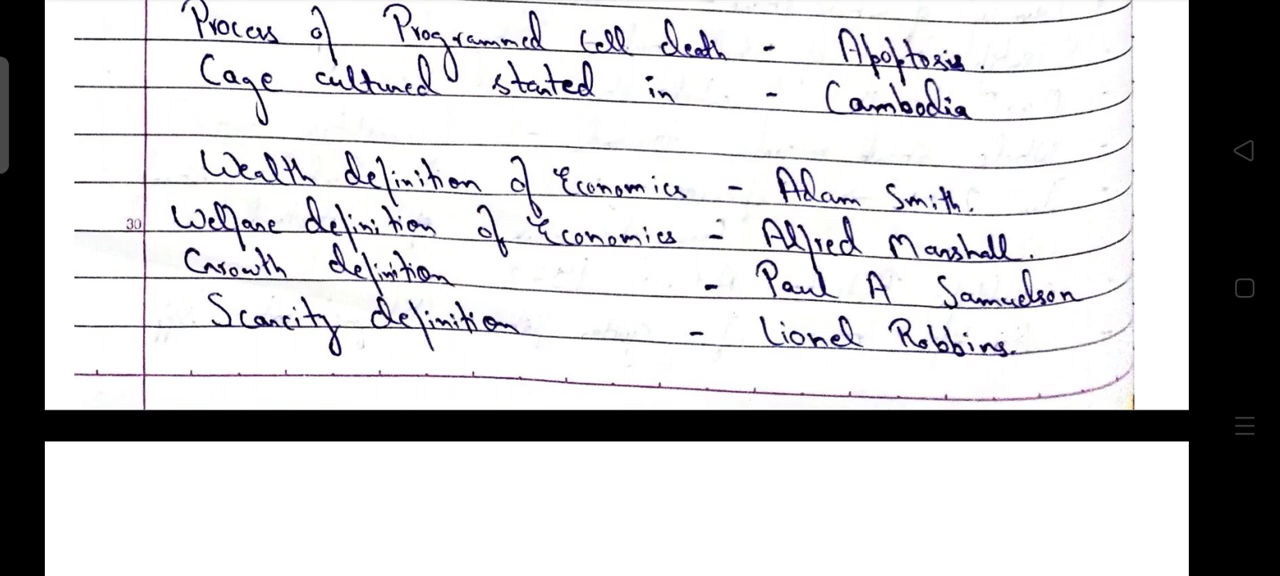 Process of Programmed Cell death - Apoptosis.
Cage cultured started in - Cambodia
Wealth definition of Economics - Adam Smith.
30 Welfare definition of Economics - Alfred Marshall.
Growth definition - Paul A Samuelson
Scarcity definition - Lionel Robbins.